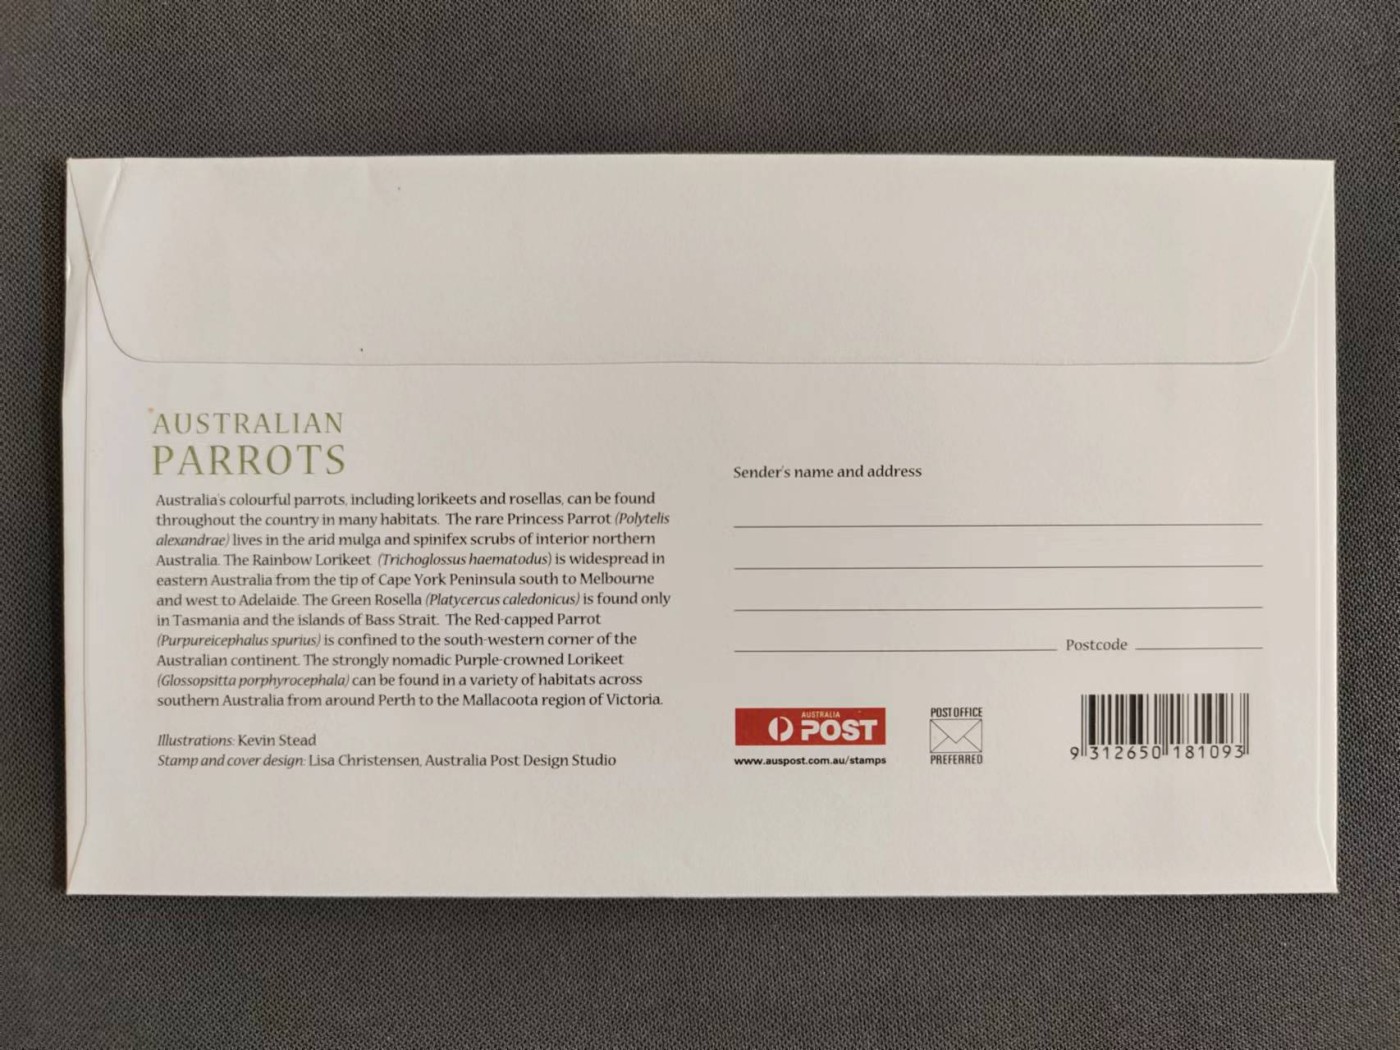 AUSTRALIAN
PARROTS
Australia's colourful parrots, including lorikeets and rosellas, can be found
throughout the country in many habitats. The rare Princess Parrot (Polytelis
alexandrae) lives in the arid mulga and spinifex scrubs of interior northern
Australia. The Rainbow Lorikeet (Trichoglossus haematodus) is widespread in
eastern Australia from the tip of Cape York Peninsula south to Melbourne
and west to Adelaide. The Green Rosella (Platycercus caledonicus) is found only
in Tasmania and the islands of Bass Strait. The Red-capped Parrot
(Purpureicephalus spurius) is confined to the south-western corner of the
Australian continent. The strongly nomadic Purple-crowned Lorikeet
(Glossopsitta porphyrocephala) can be found in a variety of habitats across
southern Australia from around Perth to the Mallacoota region of Victoria.
Illustrations: Kevin Stead
Stamp and cover design: Lisa Christensen, Australia Post Design Studio
Sender's name and address
Postcode
AUSTRALIA
POST
www.auspost.com.au/stamps
POST OFFICE
PREFERRED
9 312650 181093